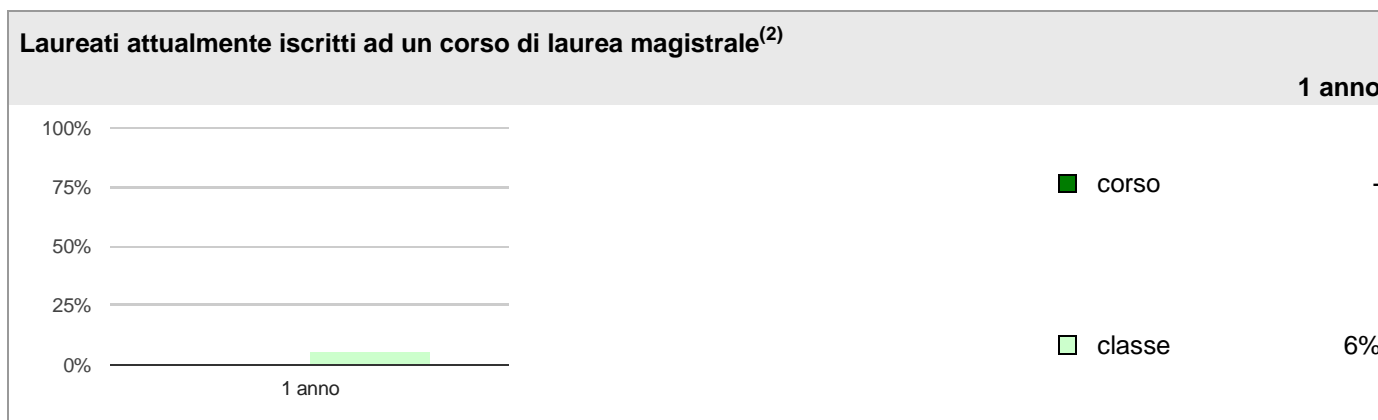 Laureati attualmente iscritti ad un corso di laurea magistrale(2)
1 anno
100%
75%
50%
25%
0%
1 anno
corso -
classe 6%